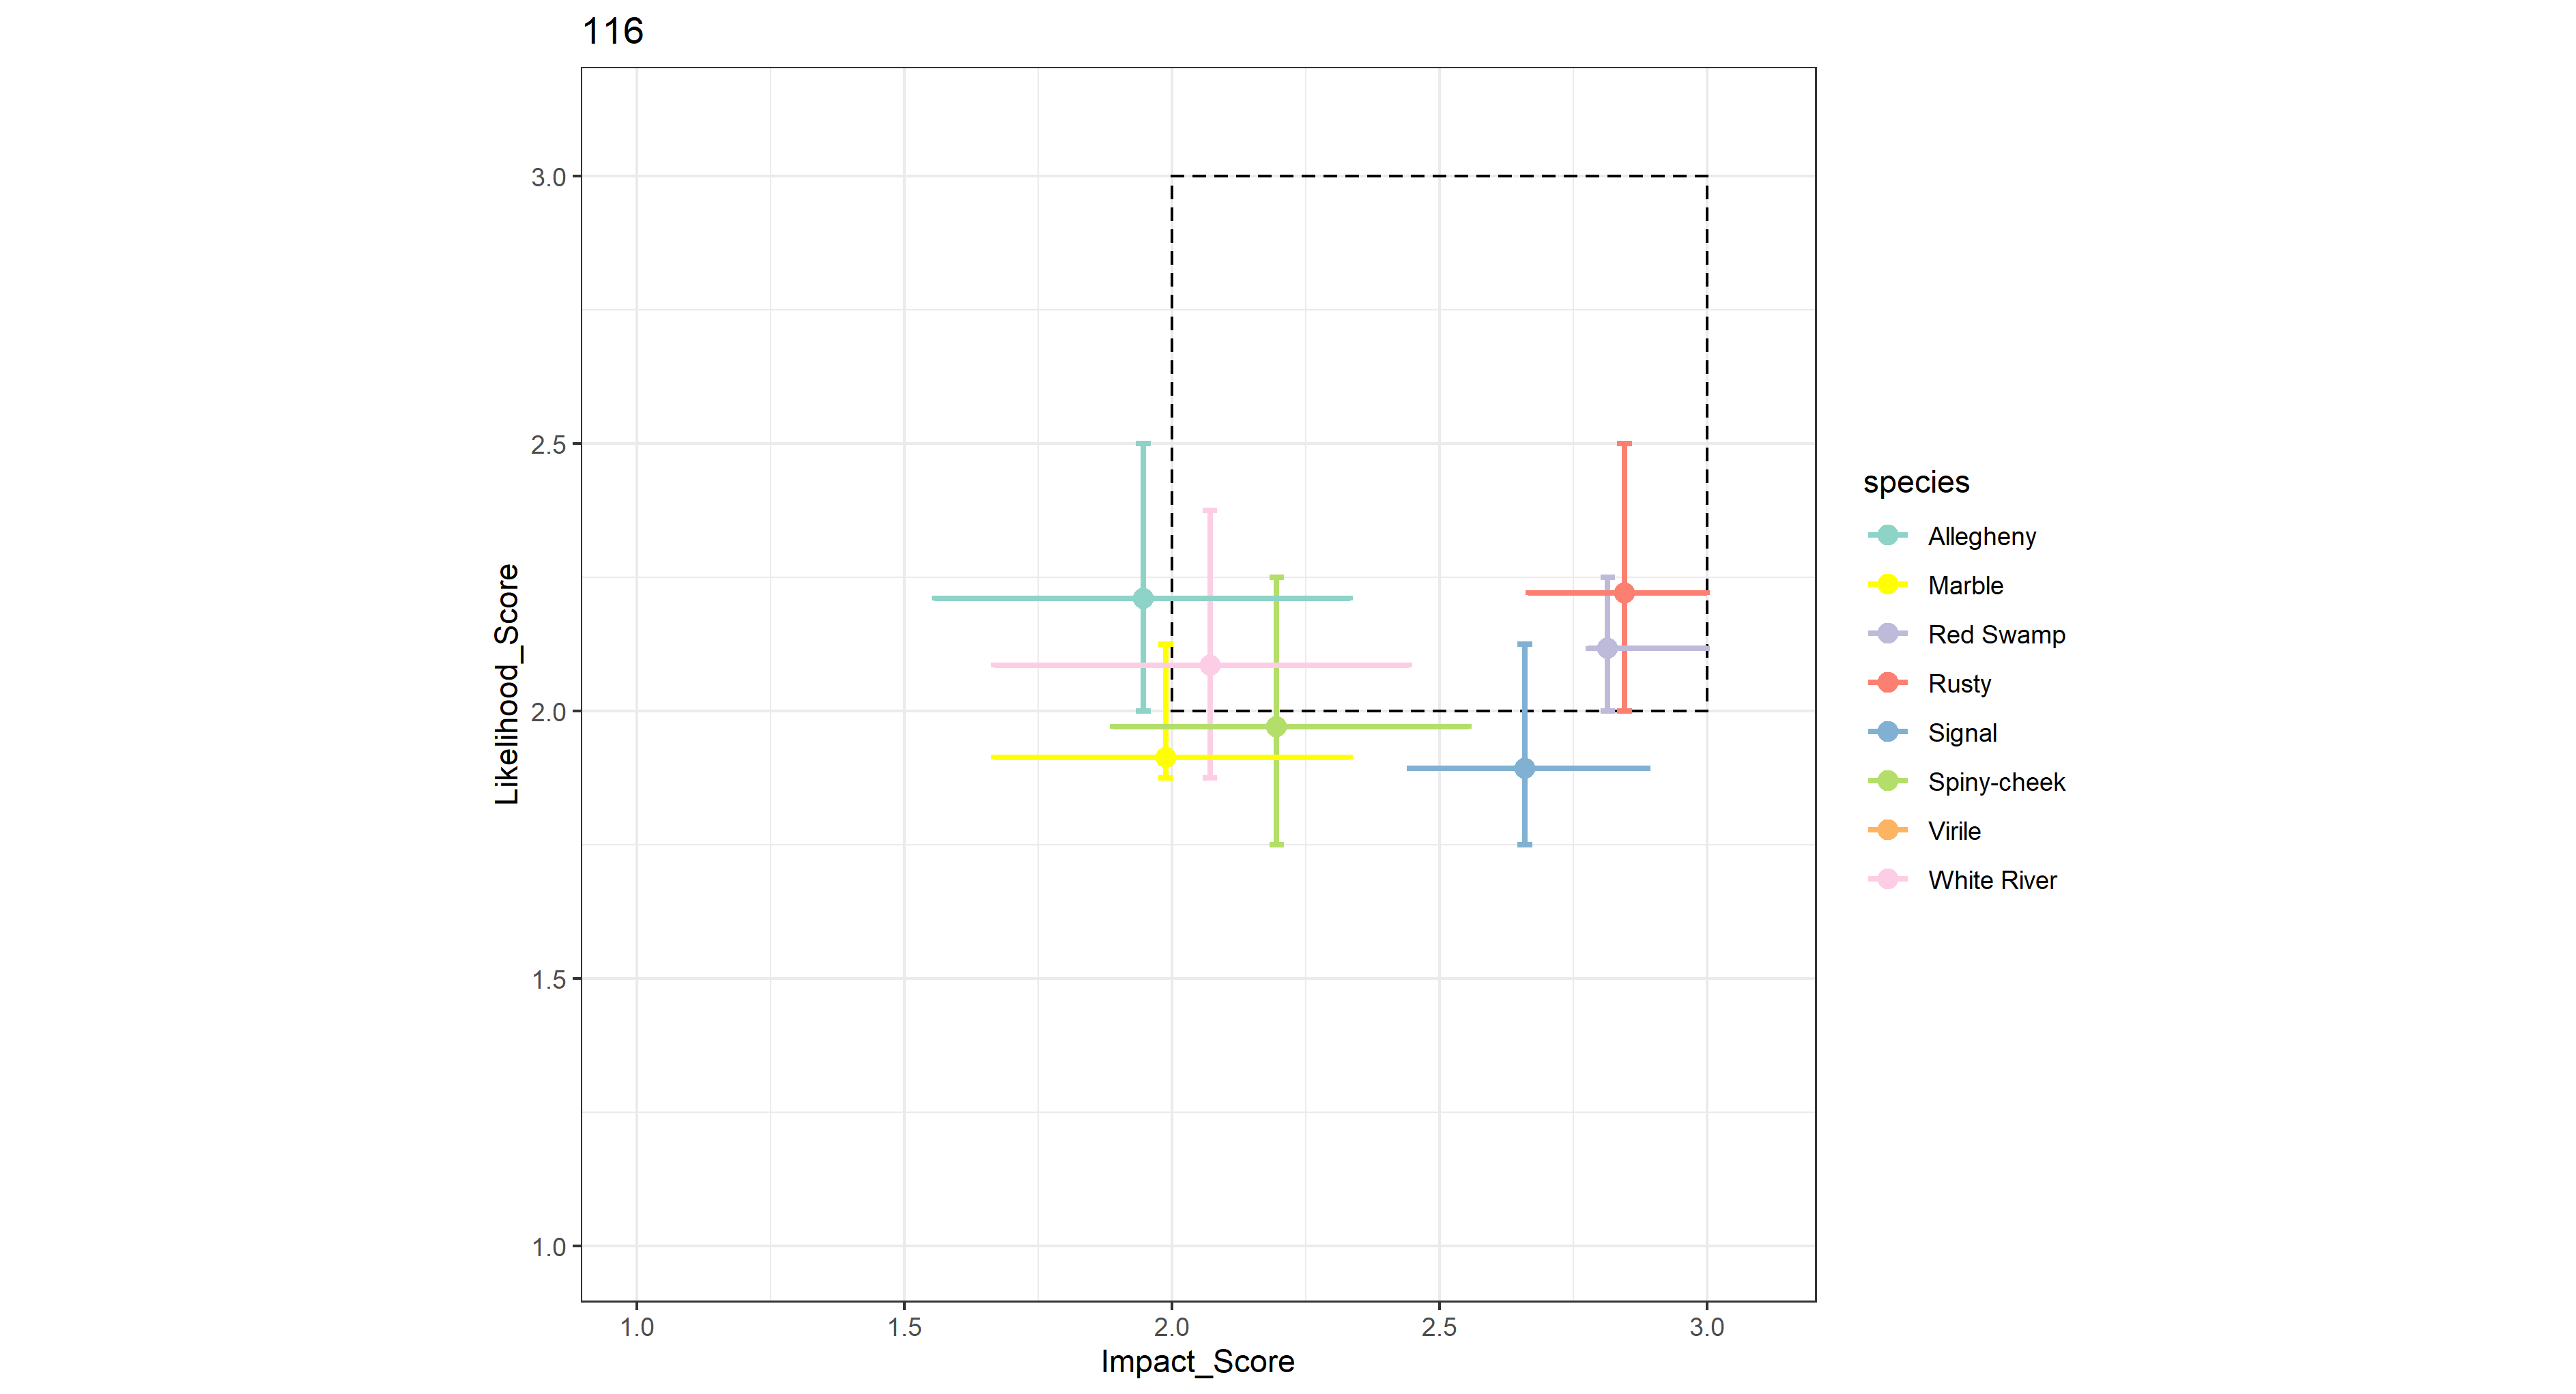 116
Likelihood_Score
3.0
2.5
2.0
1.5
1.0
1.0 1.5 2.0 2.5 3.0
Impact_Score
species
Allegheny
Marble
Red Swamp
Rusty
Signal
Spiny-cheek
Virile
White River